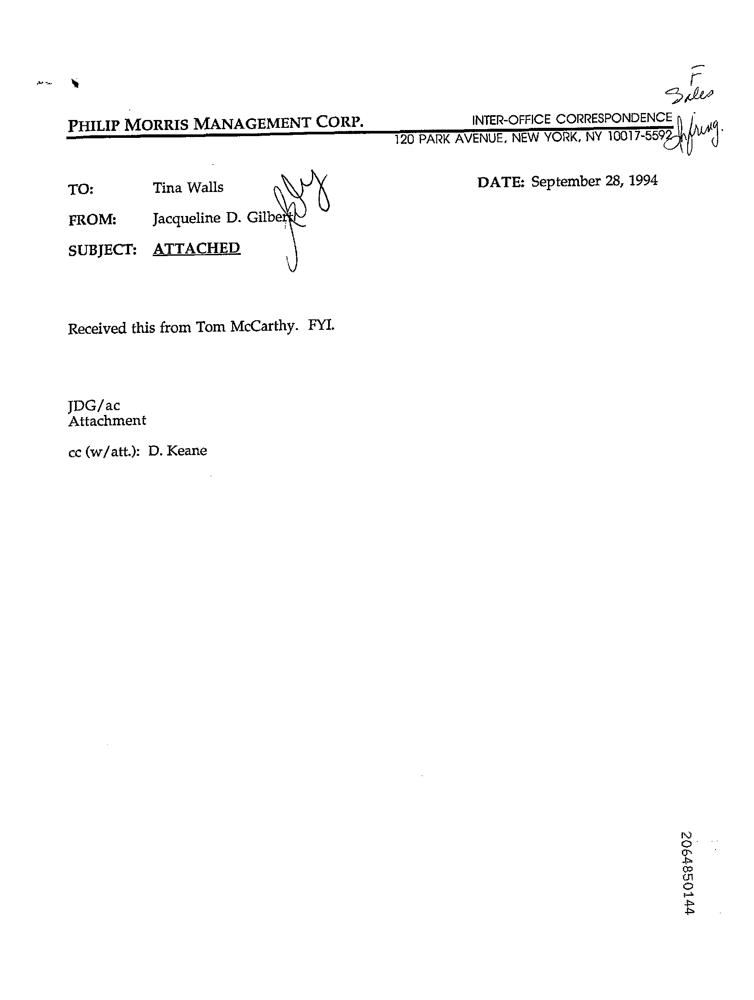 F
Sales
PHILIP MORRIS MANAGEMENT CORP.
INTER-OFFICE CORRESPONDENCE
120 PARK AVENUE, NEW YORK, NY 10017-5592
TO: Tina Walls
DATE: September 28, 1994
FROM: Jacqueline D. Gilbert
SUBJECT: ATTACHED
Received this from Tom McCarthy. FYI.
JDG/ac
Attachment
cc (w/att.): D. Keane
2064850144